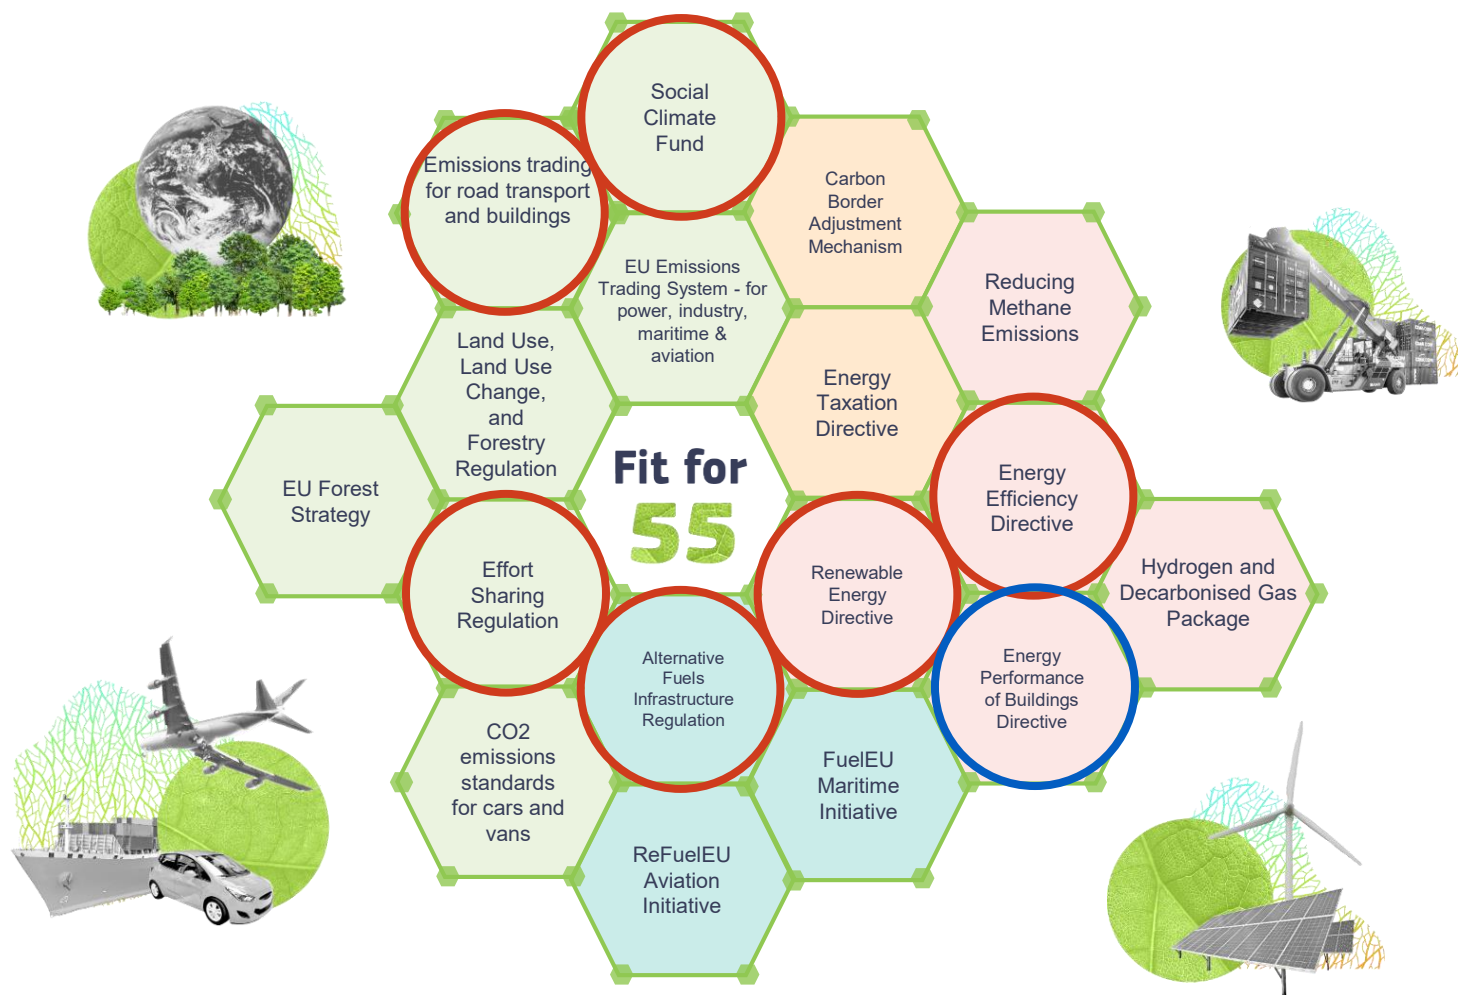 Social
Climate
Fund
Emissions trading
for road transport
and buildings
Carbon
Border
Adjustment
Mechanism
EU Emissions
Trading System - for
power, industry,
maritime &
aviation
Reducing
Methane
Emissions
Land Use,
Land Use
Change,
and
Forestry
Regulation
Energy
Taxation
Directive
Fit for
55
EU Forest
Strategy
Energy
Efficiency
Directive
Effort
Sharing
Regulation
Renewable
Energy
Directive
Hydrogen and
Decarbonised Gas
Package
Alternative
Fuels
Infrastructure
Regulation
Energy
Performance
of Buildings
Directive
CO2
emissions
standards
for cars and
vans
FuelEU
Maritime
Initiative
ReFuelEU
Aviation
Initiative